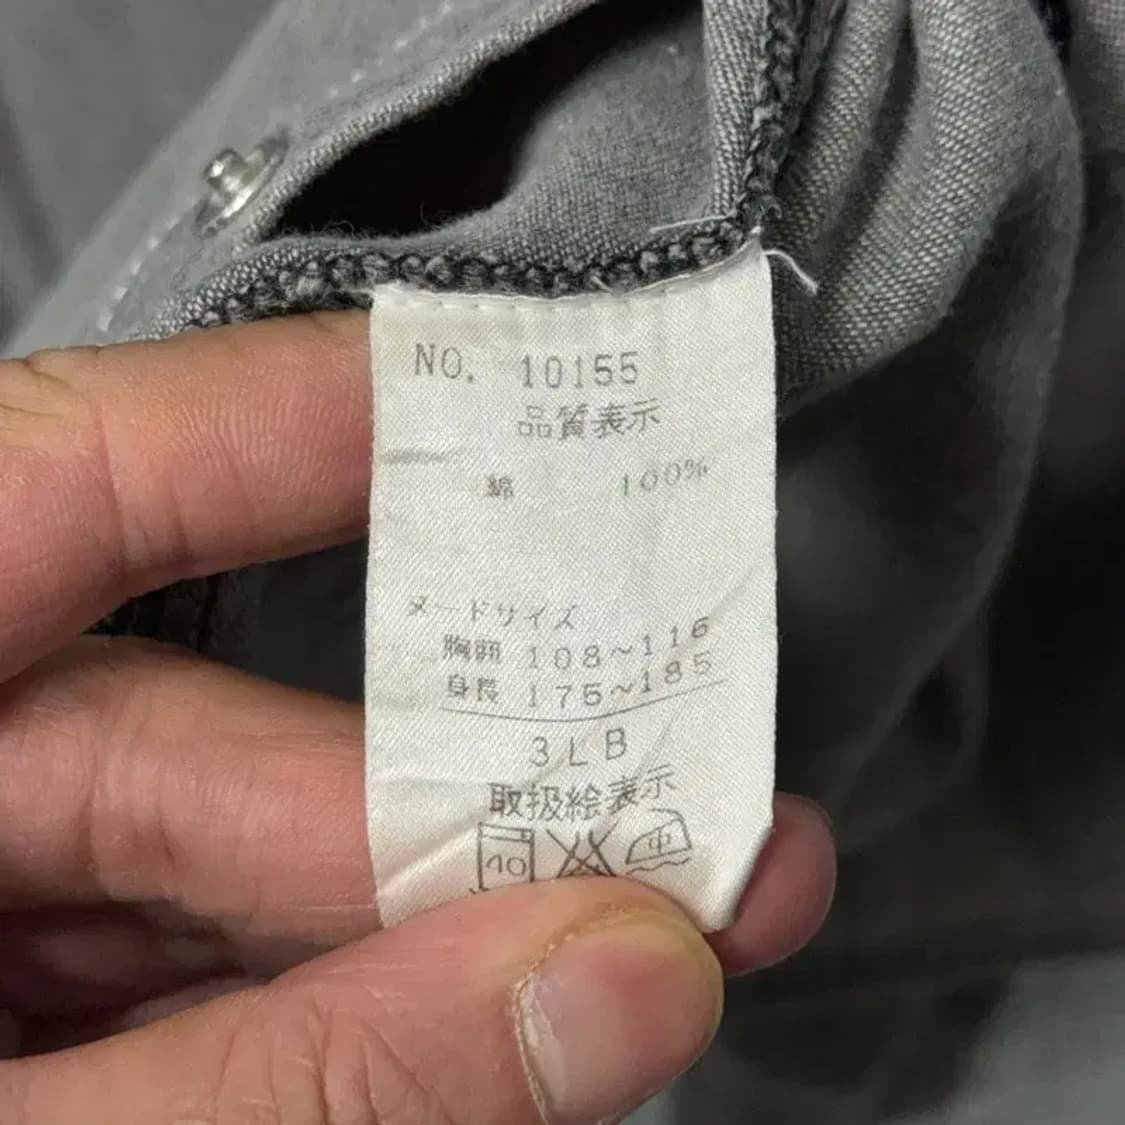 NO. 10155
品質表示
綿 100%
ヌードサイズ
胸囲 108~116
身長 175~185
3LB
取扱絵表示
40
中